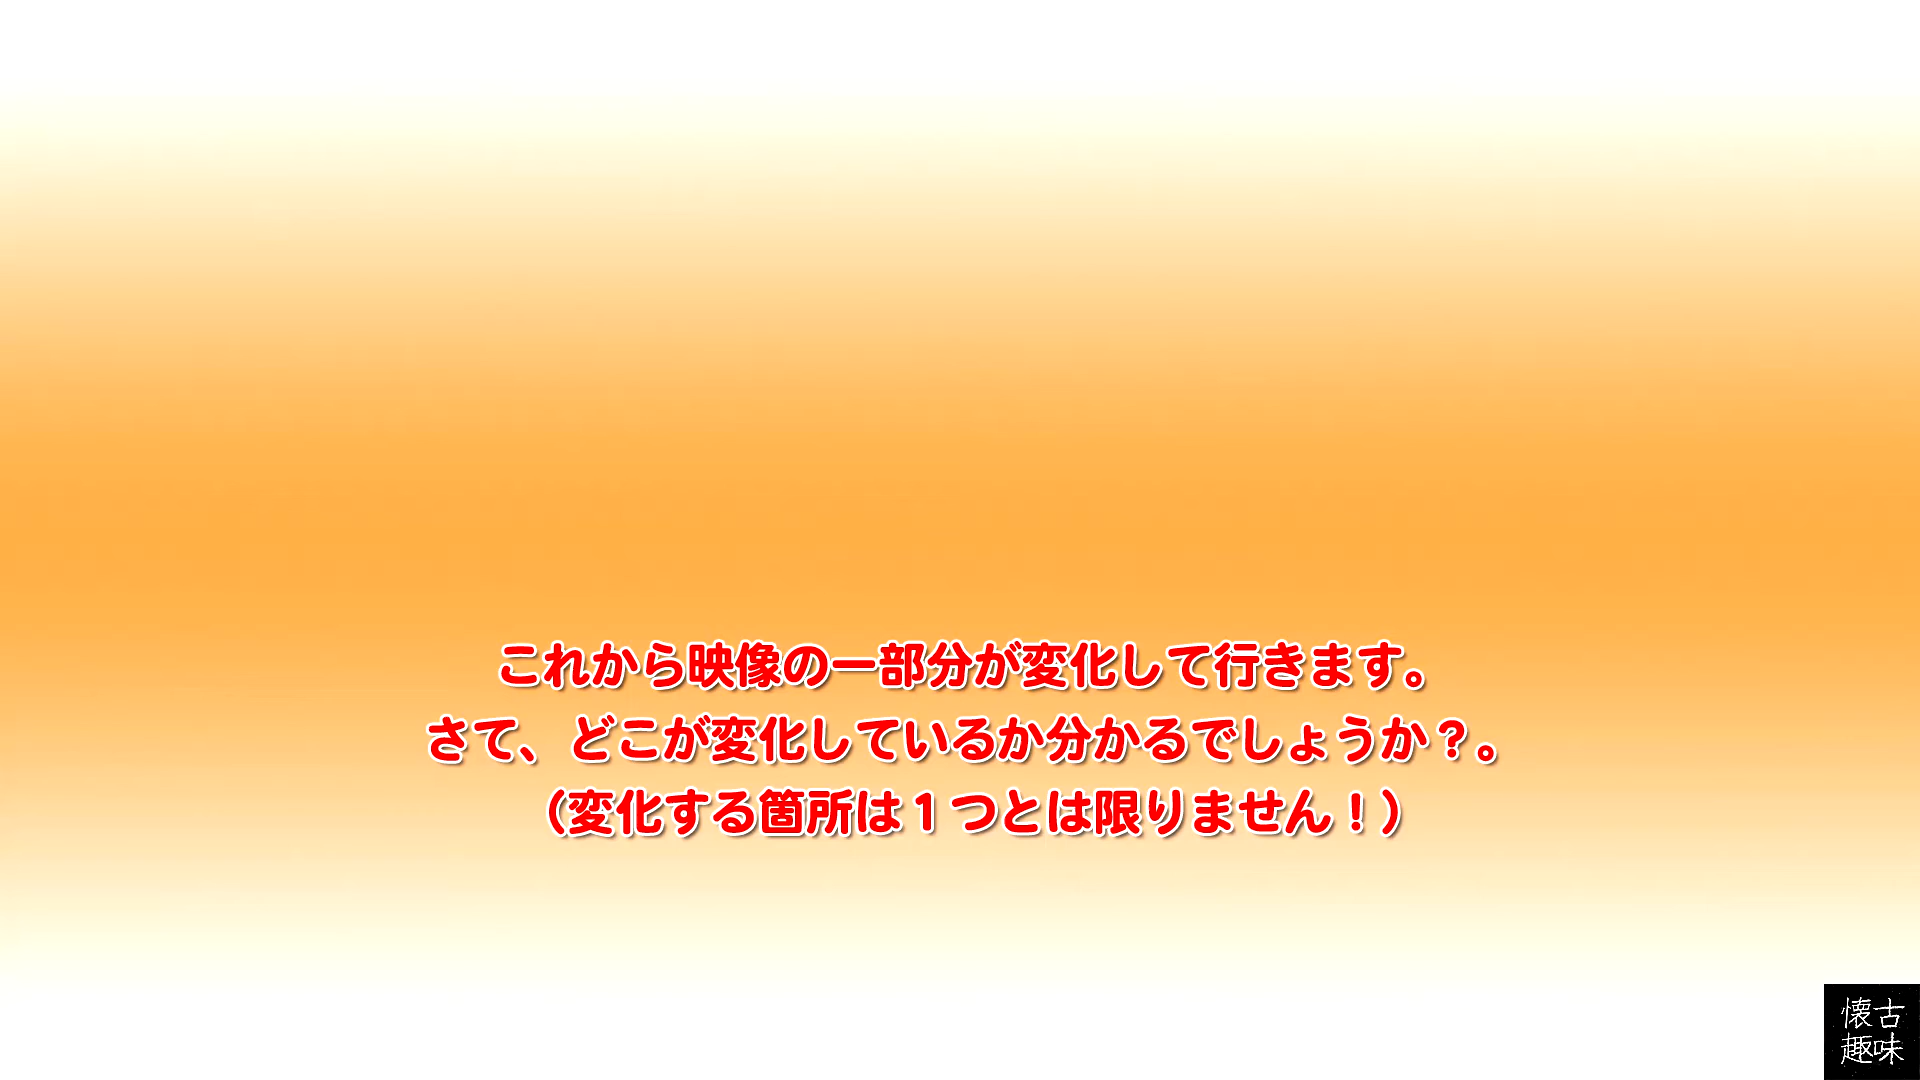 これから映像の一部分が変化して行きます。
さて、どこが変化しているか分かるでしょうか？。
（変化する箇所は１つとは限りません！）
懐古
趣味